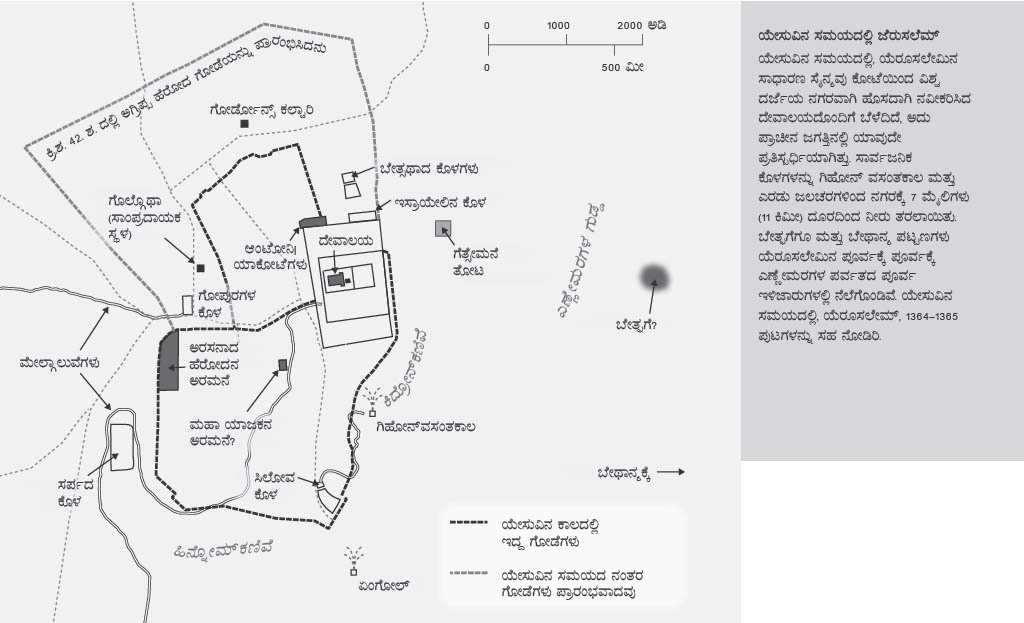 0 1000 2000 ಅಡಿ
0 500 ಮೀ
ಕ್ರಿ.ಶ. 42. ಶ. ದಲ್ಲಿ ಅಗ್ರಿಪ್ಪ ಹೆರೋದ ಗೋಡೆಯನ್ನು ಪ್ರಾರಂಭಿಸಿದನು
ಗೋರ್ಡೋನ್ಸ್ ಕಲ್ವಾರಿ
ಬೇತ್ಸಥಾದ ಕೊಳಗಳು
ಇಸ್ರಾಯೇಲಿನ ಕೊಳ
ಗೊಲ್ಗೊಥಾ
(ಸಾಂಪ್ರದಾಯಕ
ಸ್ಥಳ)
ಆಂಟೋನಿ|
ಯಾಕೋಟೆಗಳು
ದೇವಾಲಯ
ಗೆತ್ಸೇಮನೆ
ತೋಟ
ಎಣ್ಣೇಮರಗಳ ಗುಡ್ಡ
ಬೇತ್ಫಗೆ?
ಗೋಪುರಗಳ
ಕೊಳ
ಮೇಲ್ಗಾಲುವೆಗಳು
ಅರಸನಾದ
ಹೆರೋದನ
ಅರಮನೆ
ಮಹಾ ಯಾಜಕನ
ಅರಮನೆ?
ಕಿದ್ರೋನ್ ಕಣಿವೆ
ಗಿಹೋನ್ ವಸಂತಕಾಲ
ಸರ್ಪದ
ಕೊಳ
ಸಿಲೋವ
ಕೊಳ
ಬೇಥಾನ್ಯಕ್ಕೆ
ಹಿನ್ನೋಮ್ ಕಣಿವೆ
ಏಂಗೋಲ್
ಯೇಸುವಿನ ಕಾಲದಲ್ಲಿ
ಇದ್ದ ಗೋಡೆಗಳು
ಯೇಸುವಿನ ಸಮಯದ ನಂತರ
ಗೋಡೆಗಳು ಪ್ರಾರಂಭವಾದವು
ಯೇಸುವಿನ ಸಮಯದಲ್ಲಿ ಜೆರುಸಲೆಮ್
ಯೇಸುವಿನ ಸಮಯದಲ್ಲಿ, ಯೆರೂಸಲೇಮಿನ
ಸಾಧಾರಣ ಸೈನ್ಯವು ಕೋಟೆಯಿಂದ ವಿಶ್ವ
ದರ್ಜೆಯ ನಗರವಾಗಿ ಹೊಸದಾಗಿ ನವೀಕರಿಸಿದ
ದೇವಾಲಯದೊಂದಿಗೆ ಬೆಳೆದಿದೆ, ಅದು
ಪ್ರಾಚೀನ ಜಗತ್ತಿನಲ್ಲಿ ಯಾವುದೇ
ಪ್ರತಿಸ್ಪರ್ಧಿಯಾಗಿತ್ತು. ಸಾರ್ವಜನಿಕ
ಕೊಳಗಳನ್ನು ಗಿಹೋನ್ ವಸಂತಕಾಲ ಮತ್ತು
ಎರಡು ಜಲಚರಗಳಿಂದ ನಗರಕ್ಕೆ 7 ಮೈಲಿಗಳು
(11 ಕಿಮೀ) ದೂರದಿಂದ ನೀರು ತರಲಾಯಿತು.
ಬೇತ್ಫಗೆಗೂ ಮತ್ತು ಬೇಥಾನ್ಯ ಪಟ್ಟಣಗಳು
ಯೆರೂಸಲೇಮಿನ ಪೂರ್ವಕ್ಕೆ ಪೂರ್ವಕ್ಕೆ
ಎಣ್ಣೇಮರಗಳ ಪರ್ವತದ ಪೂರ್ವ
ಇಳಿಜಾರುಗಳಲ್ಲಿ ನೆಲೆಗೊಂಡಿವೆ. ಯೇಸುವಿನ
ಸಮಯದಲ್ಲಿ, ಯೆರೂಸಲೇಮ್, 1364–1365
ಪುಟಗಳನ್ನು ಸಹ ನೋಡಿರಿ.